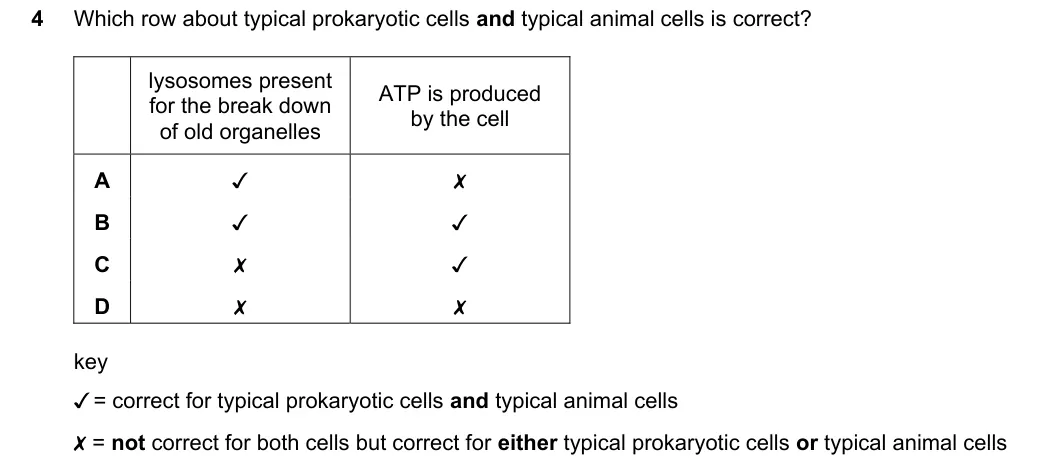 4 Which row about typical prokaryotic cells and typical animal cells is correct?
lysosomes present
for the break down
of old organelles
ATP is produced
by the cell
A ✓ ✗
B ✓ ✓
C ✗ ✓
D ✗ ✗
key
✓ = correct for typical prokaryotic cells and typical animal cells
✗ = not correct for both cells but correct for either typical prokaryotic cells or typical animal cells